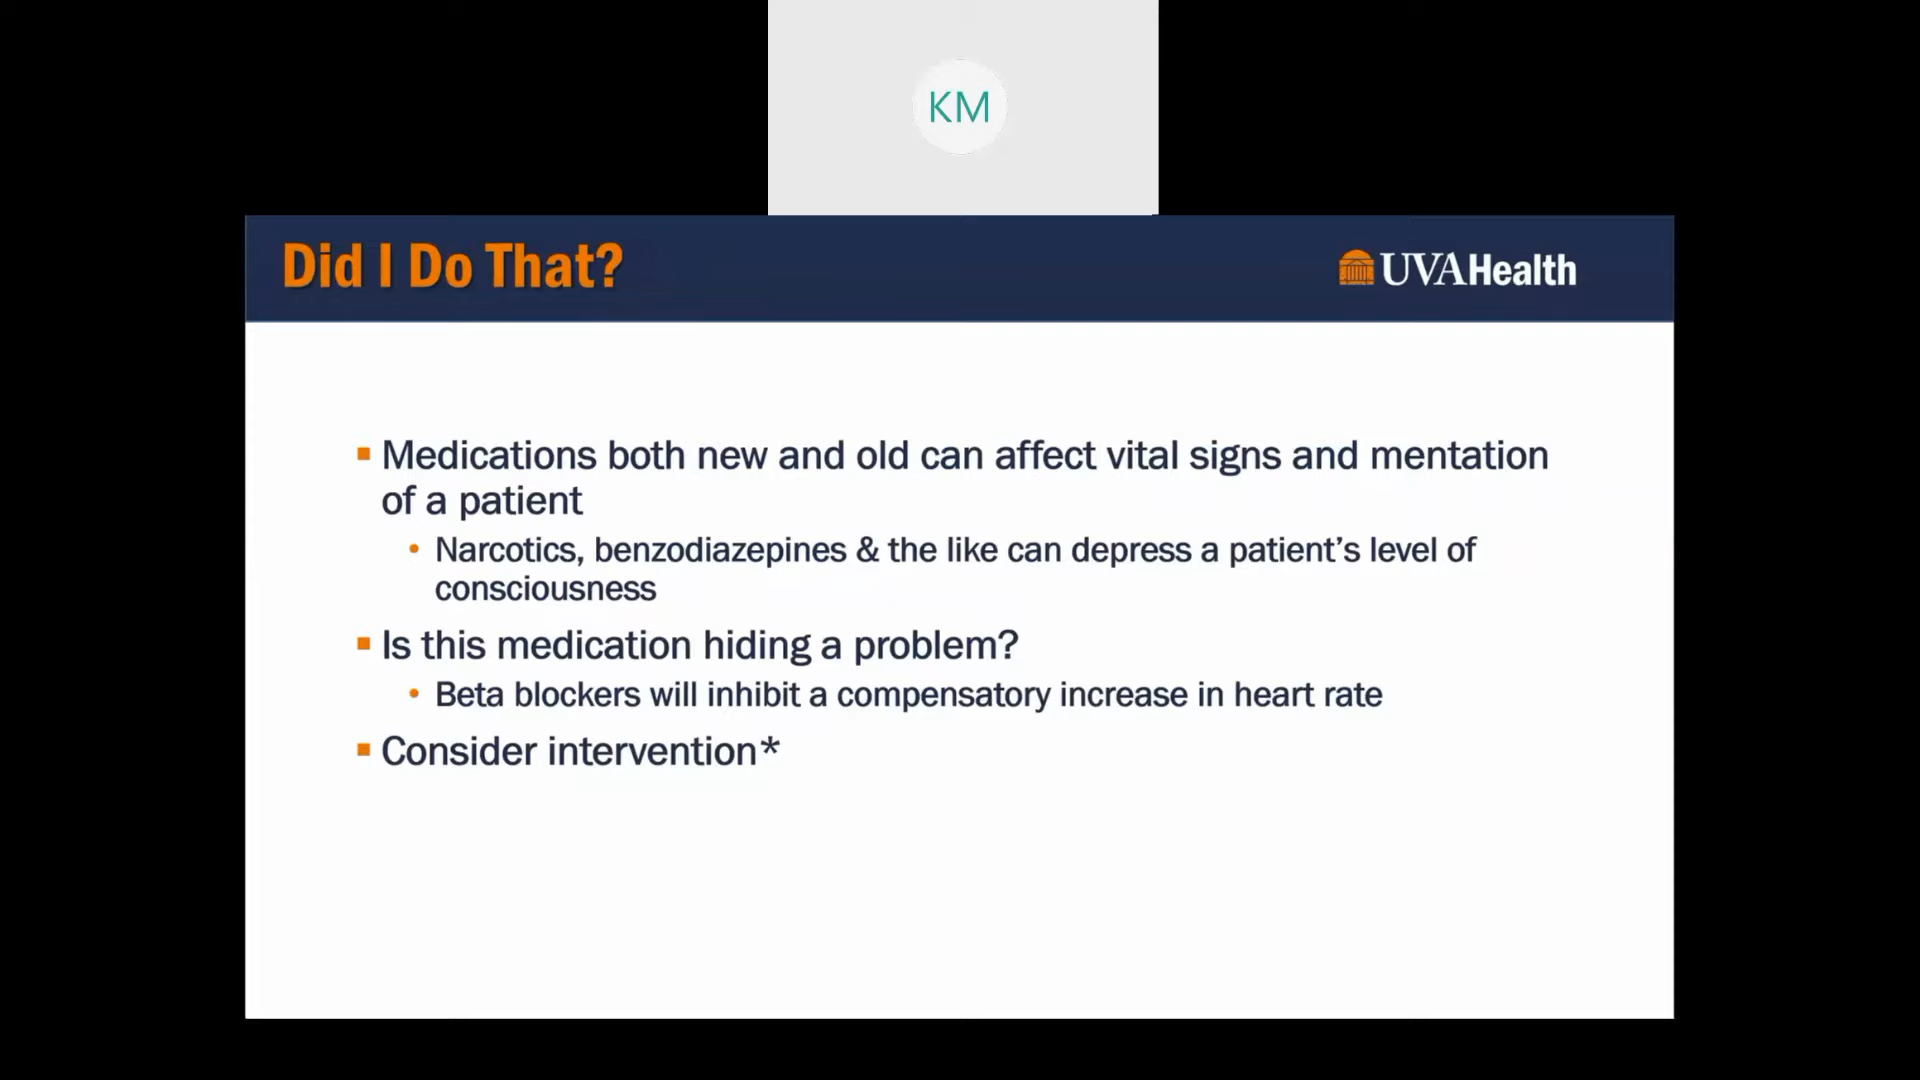 KM
Did I Do That?
UVAHealth
Medications both new and old can affect vital signs and mentation
of a patient
Narcotics, benzodiazepines & the like can depress a patient's level of
consciousness
Is this medication hiding a problem?
Beta blockers will inhibit a compensatory increase in heart rate
Consider intervention*